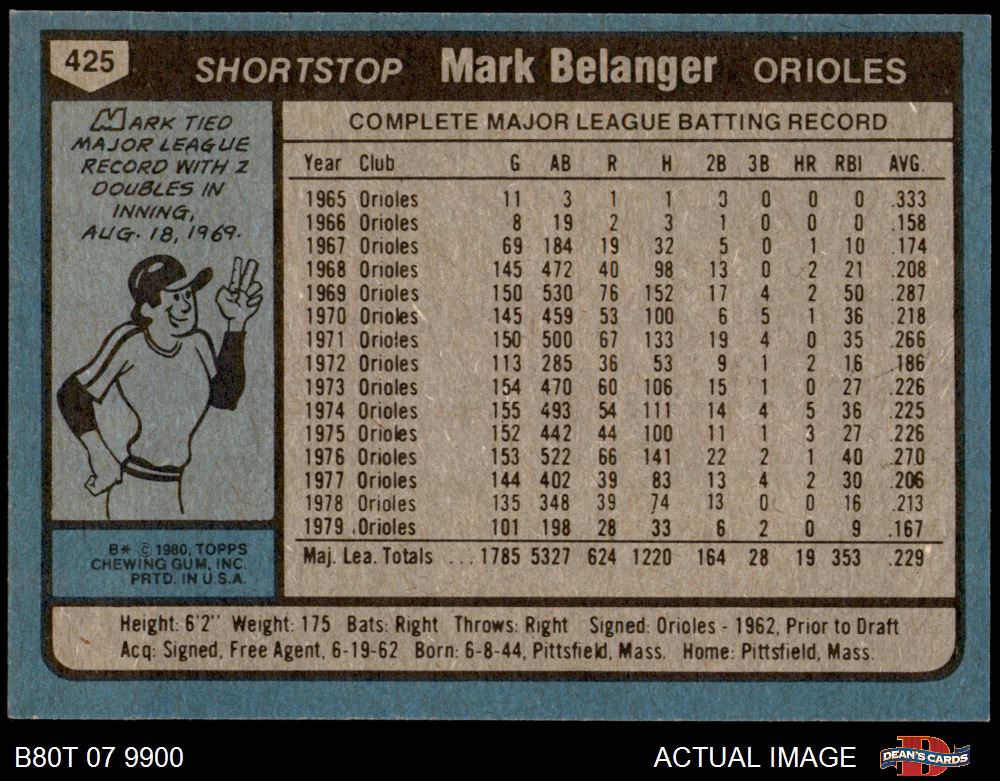 425
SHORTSTOP Mark Belanger ORIOLES
MARK TIED
MAJOR LEAGUE
RECORD WITH 2
DOUBLES IN
INNING,
AUG. 18, 1969.
B* © 1980, TOPPS
CHEWING GUM, INC.
PRTD. IN U.S.A.
COMPLETE MAJOR LEAGUE BATTING RECORD
Year Club G AB R H 2B 3B HR RBI AVG.
1965 Orioles 11 3 1 1 0 0 0 0 .333
1966 Orioles 8 19 2 3 1 0 0 0 .158
1967 Orioles 69 184 19 32 5 0 1 10 .174
1968 Orioles 145 472 40 98 13 0 2 21 .208
1969 Orioles 150 530 76 152 17 4 2 50 .287
1970 Orioles 145 459 53 100 6 5 1 36 .218
1971 Orioles 150 500 67 133 19 4 0 35 .266
1972 Orioles 113 285 36 53 9 1 2 16 .186
1973 Orioles 154 470 60 106 15 1 0 27 .226
1974 Orioles 155 493 54 111 14 4 5 36 .225
1975 Orioles 152 442 44 100 11 1 3 27 .226
1976 Orioles 153 522 66 141 22 2 1 40 .270
1977 Orioles 144 402 39 83 13 4 2 30 .206
1978 Orioles 135 348 39 74 13 0 0 16 .213
1979 Orioles 101 198 28 33 6 2 0 9 .167
Maj. Lea. Totals ... 1785 5327 624 1220 164 28 19 353 .229
Height: 6'2" Weight: 175 Bats: Right Throws: Right Signed: Orioles - 1962, Prior to Draft
Acq: Signed, Free Agent, 6-19-62 Born: 6-8-44, Pittsfield, Mass. Home: Pittsfield, Mass.
B80T 07 9900
ACTUAL IMAGE
DEAN'S CARDS